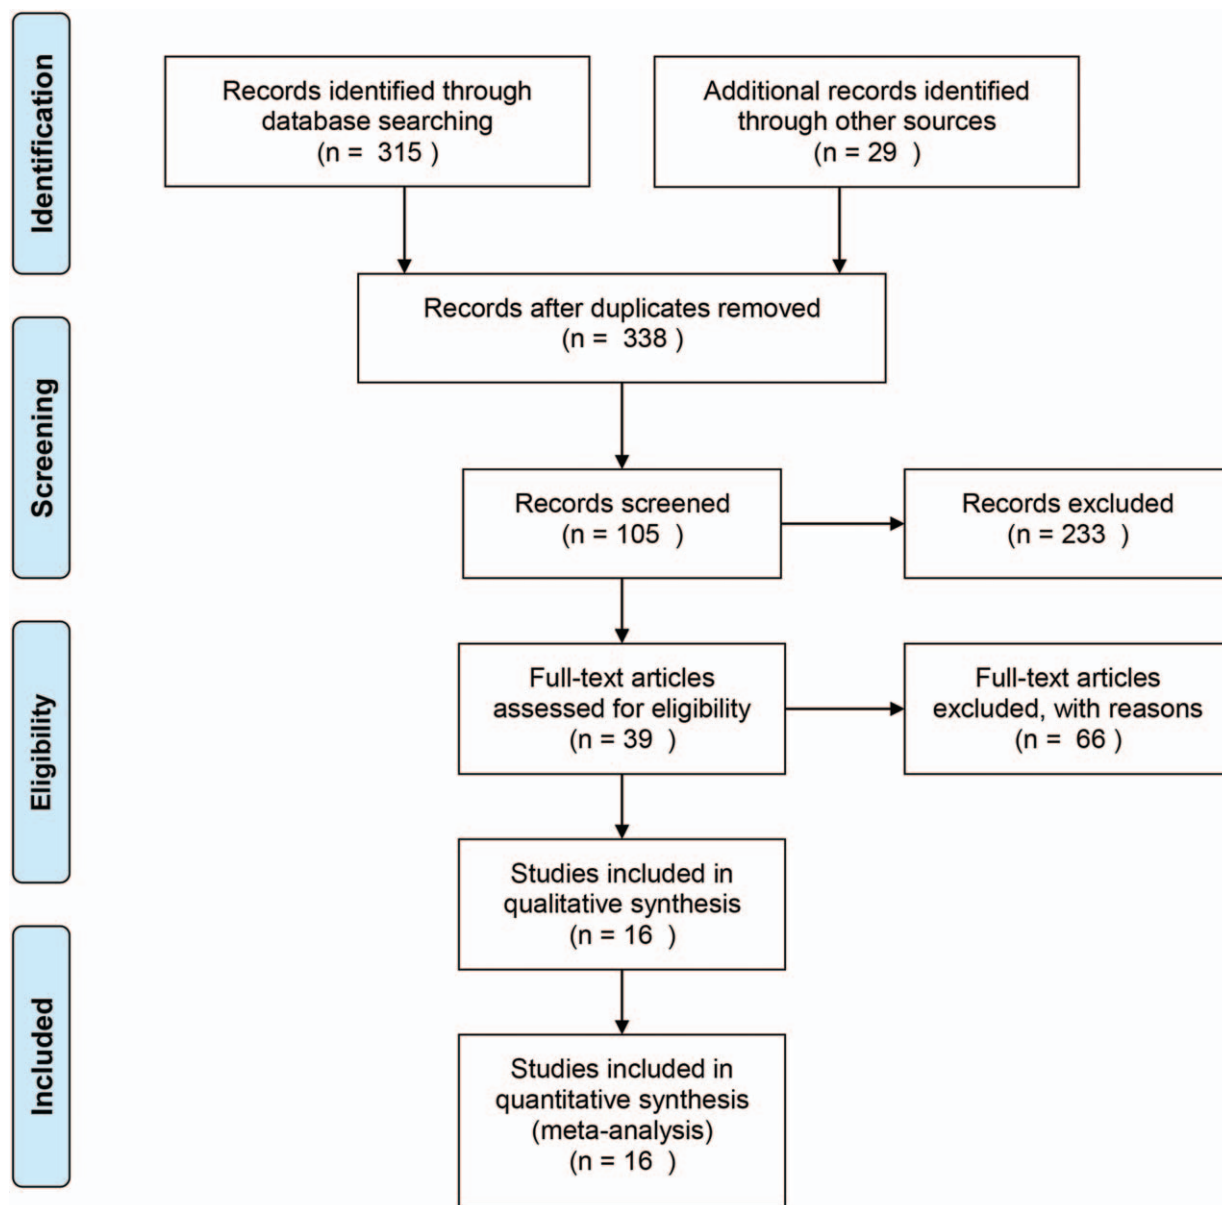 Identification
Records identified through
database searching
(n = 315 )
Additional records identified
through other sources
(n = 29 )
Records after duplicates removed
(n = 338 )
Screening
Records screened
(n = 105 )
Records excluded
(n = 233 )
Eligibility
Full-text articles
assessed for eligibility
(n = 39 )
Full-text articles
excluded, with reasons
(n = 66 )
Studies included in
qualitative synthesis
(n = 16 )
Included
Studies included in
quantitative synthesis
(meta-analysis)
(n = 16 )